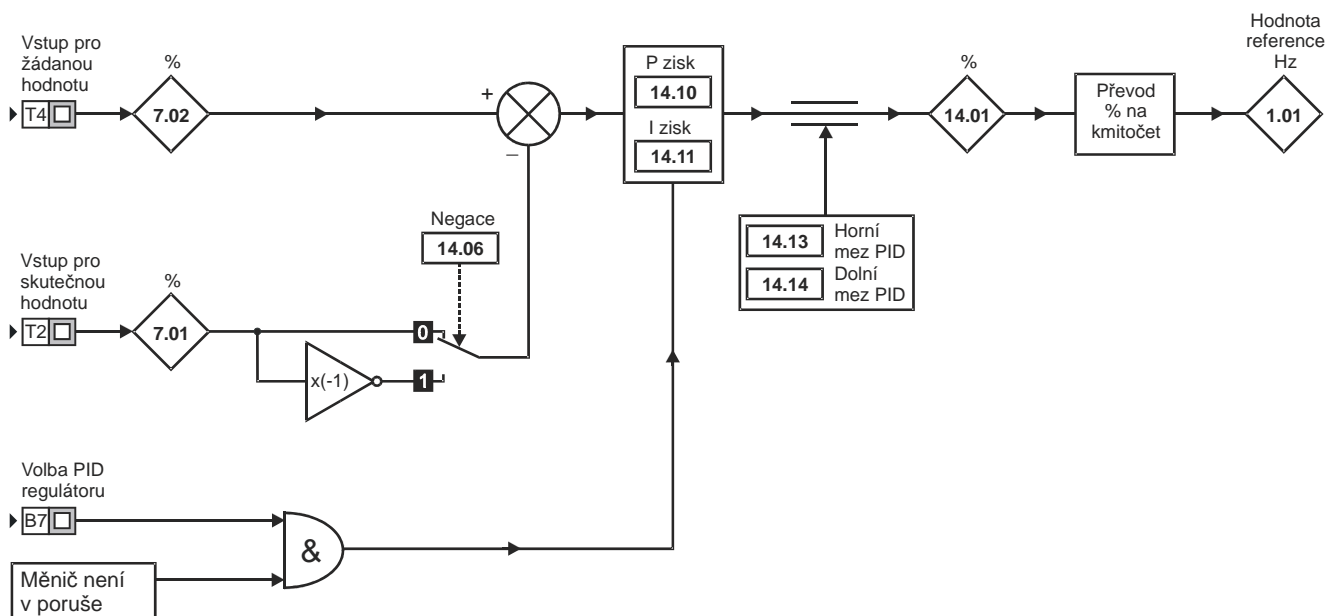 Vstup pro
žádanou
hodnotu
T4
%
7.02
+
–
P zisk
14.10
I zisk
14.11
%
14.01
Převod
% na
kmitočet
Hodnota
reference
Hz
1.01
Negace
14.06
14.13
Horní
mez PID
14.14
Dolní
mez PID
Vstup pro
skutečnou
hodnotu
T2
%
7.01
0
x(-1)
1
Volba PID
regulátoru
B7
&
Měnič není
v poruše